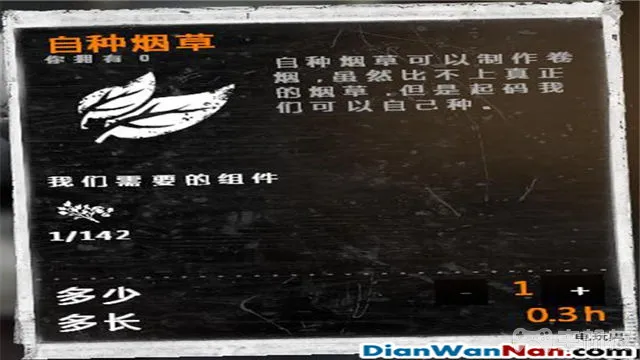 自种烟草
你拥有 0
自种烟草可以制作卷
烟,虽然比不上真正
的烟草,但是起码我
们可以自己种。
我们需要的组件
1/142
多少
- 1 +
多长
0.3 h
DianWanNan.com